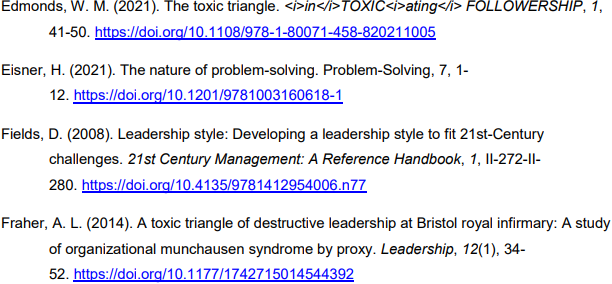 Edmonds, W. M. (2021). The toxic triangle. <i>in</i>TOXIC<i>ating</i> FOLLOWERSHIP, 1,
41-50. https://doi.org/10.1108/978-1-80071-458-820211005
Eisner, H. (2021). The nature of problem-solving. Problem-Solving, 7, 1-
12. https://doi.org/10.1201/9781003160618-1
Fields, D. (2008). Leadership style: Developing a leadership style to fit 21st-Century
challenges. 21st Century Management: A Reference Handbook, 1, II-272-II-
280. https://doi.org/10.4135/9781412954006.n77
Fraher, A. L. (2014). A toxic triangle of destructive leadership at Bristol royal infirmary: A study
of organizational munchausen syndrome by proxy. Leadership, 12(1), 34-
52. https://doi.org/10.1177/1742715014544392